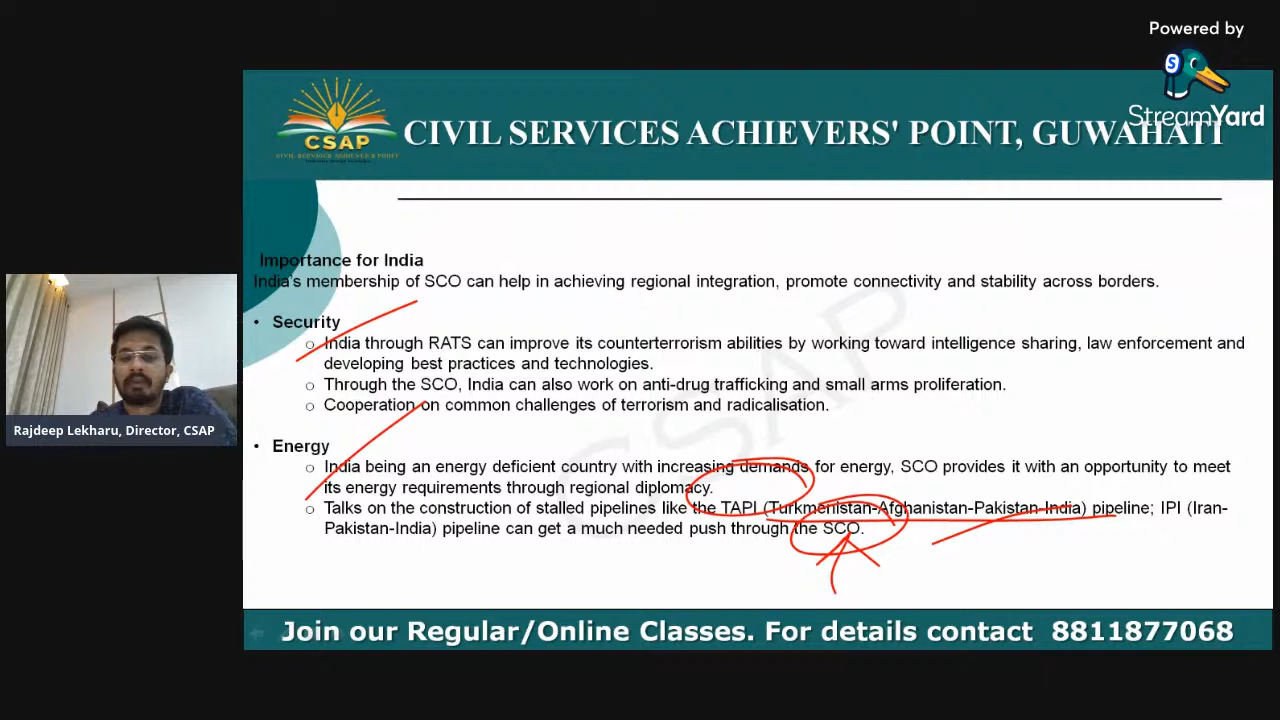 Powered by
StreamYard
CSAP
CIVIL SERVICES ACHIEVERS' POINT, GUWAHATI
Importance for India
India's membership of SCO can help in achieving regional integration, promote connectivity and stability across borders.
• Security
o India through RATS can improve its counterterrorism abilities by working toward intelligence sharing, law enforcement and
developing best practices and technologies.
o Through the SCO, India can also work on anti-drug trafficking and small arms proliferation.
o Cooperation on common challenges of terrorism and radicalisation.
• Energy
o India being an energy deficient country with increasing demands for energy, SCO provides it with an opportunity to meet
its energy requirements through regional diplomacy.
o Talks on the construction of stalled pipelines like the TAPI (Turkmenistan-Afghanistan-Pakistan-India) pipeline; IPI (Iran-
Pakistan-India) pipeline can get a much needed push through the SCO.
CSAP
Rajdeep Lekharu, Director, CSAP
Join our Regular/Online Classes. For details contact 8811877068